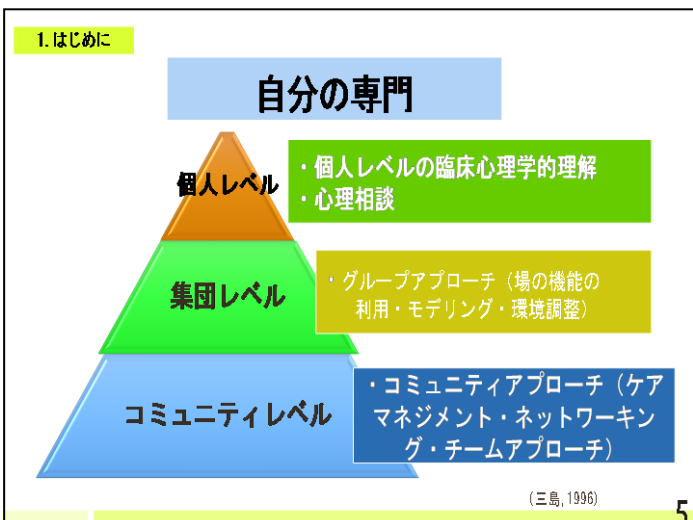 1. はじめに
自分の専門
個人レベル
・個人レベルの臨床心理学的理解
・心理相談
集団レベル
・グループアプローチ（場の機能の
利用・モデリング・環境調整）
コミュニティレベル
・コミュニティアプローチ（ケア
マネジメント・ネットワーキン
グ・チームアプローチ）
（三島, 1996）
5